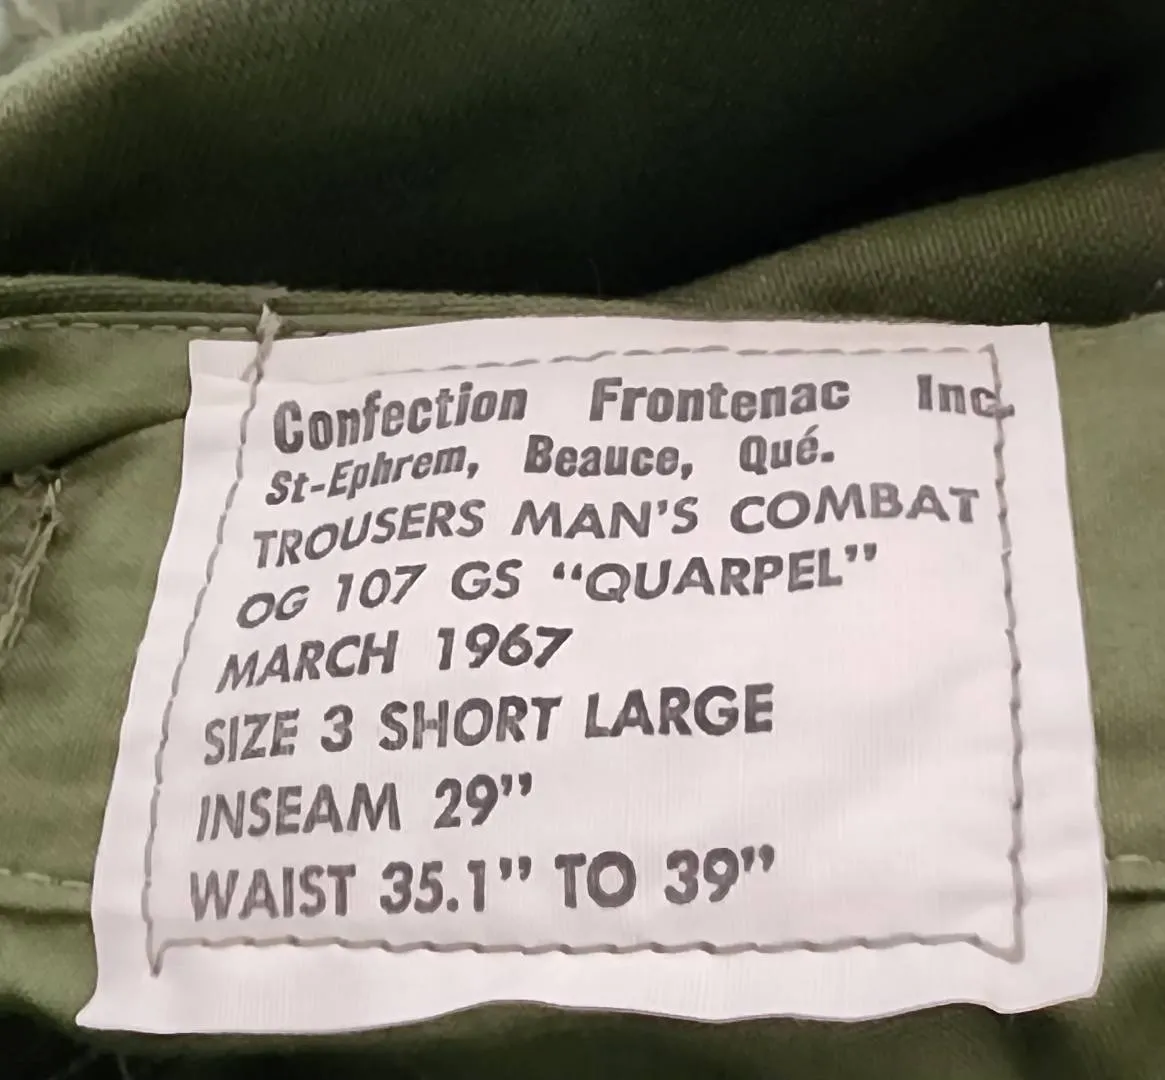 Confection Frontenac Inc.
St-Ephrem, Beauce, Qué.
TROUSERS MAN'S COMBAT
OG 107 GS “QUARPEL”
MARCH 1967
SIZE 3 SHORT LARGE
INSEAM 29”
WAIST 35.1” TO 39”